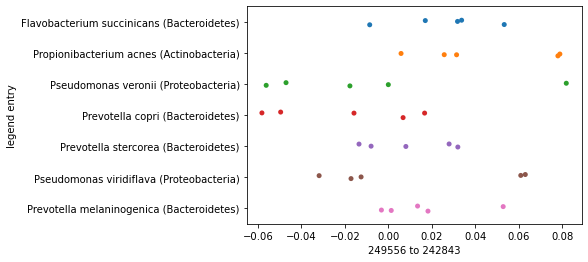 Flavobacterium succinicans (Bacteroidetes)
Propionibacterium acnes (Actinobacteria)
Pseudomonas veronii (Proteobacteria)
Prevotella copri (Bacteroidetes)
Prevotella stercorea (Bacteroidetes)
Pseudomonas viridiflava (Proteobacteria)
Prevotella melaninogenica (Bacteroidetes)
legend entry
−0.06 −0.04 −0.02 0.00 0.02 0.04 0.06 0.08
249556 to 242843